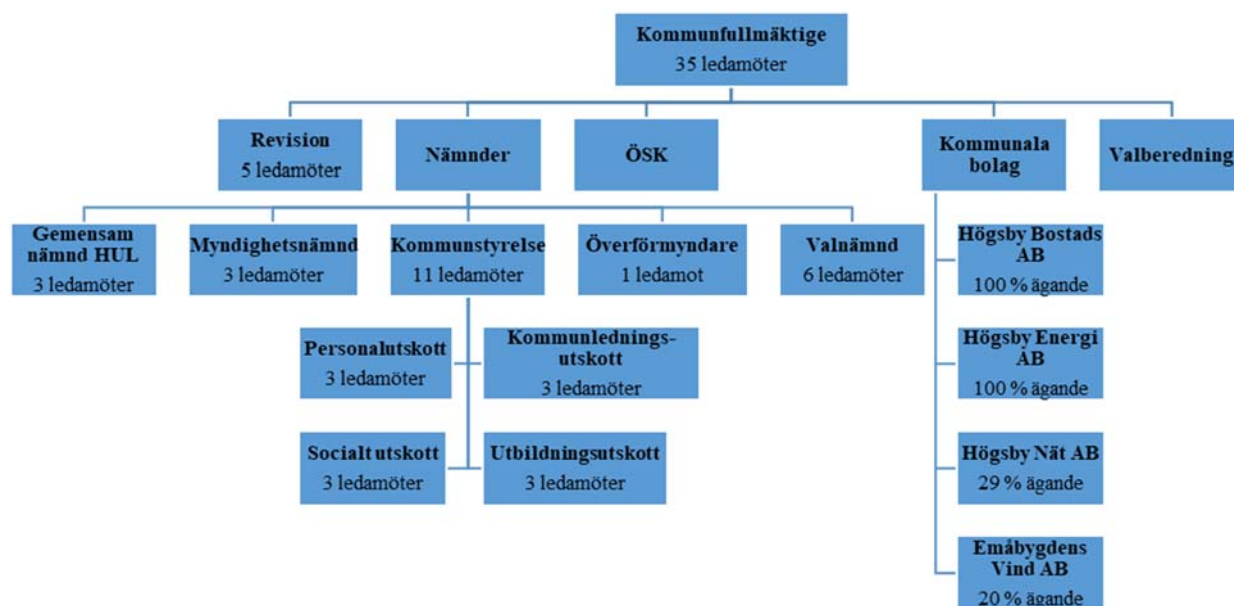 Kommunfullmäktige
35 ledamöter
Revision
5 ledamöter
Nämnder
ÖSK
Kommunala
bolag
Valberedning
Gemensam
nämnd HUL
3 ledamöter
Myndighetsnämnd
3 ledamöter
Kommunstyrelse
11 ledamöter
Överförmyndare
1 ledamot
Valnämnd
6 ledamöter
Högsby Bostads
AB
100 % ägande
Personalutskott
3 ledamöter
Kommunlednings-
utskott
3 ledamöter
Högsby Energi
AB
100 % ägande
Socialt utskott
3 ledamöter
Utbildningsutskott
3 ledamöter
Högsby Nät AB
29 % ägande
Emåbygdens
Vind AB
20 % ägande